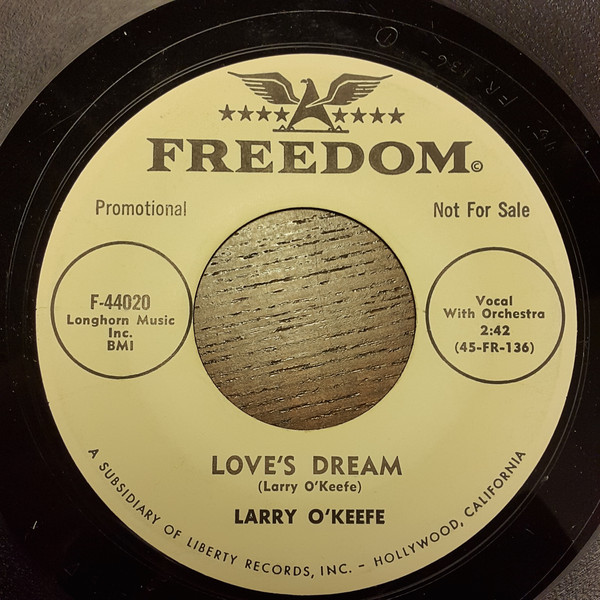 FREEDOM©
Promotional
Not For Sale
F-44020
Longhorn Music
Inc.
BMI
Vocal
With Orchestra
2:42
(45-FR-136)
LOVE'S DREAM
(Larry O'Keefe)
LARRY O'KEEFE
A SUBSIDIARY OF LIBERTY RECORDS, INC. - HOLLYWOOD, CALIFORNIA